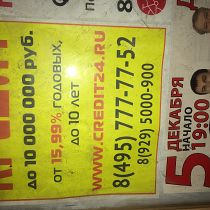 до 10 000 000 руб.
от 15,99% годовых,
до 10 лет
www.CREDIT24.RU
8(495) 777-77-52
8(929) 5000-900
5 ДЕКАБРЯ
НАЧАЛО
19:00